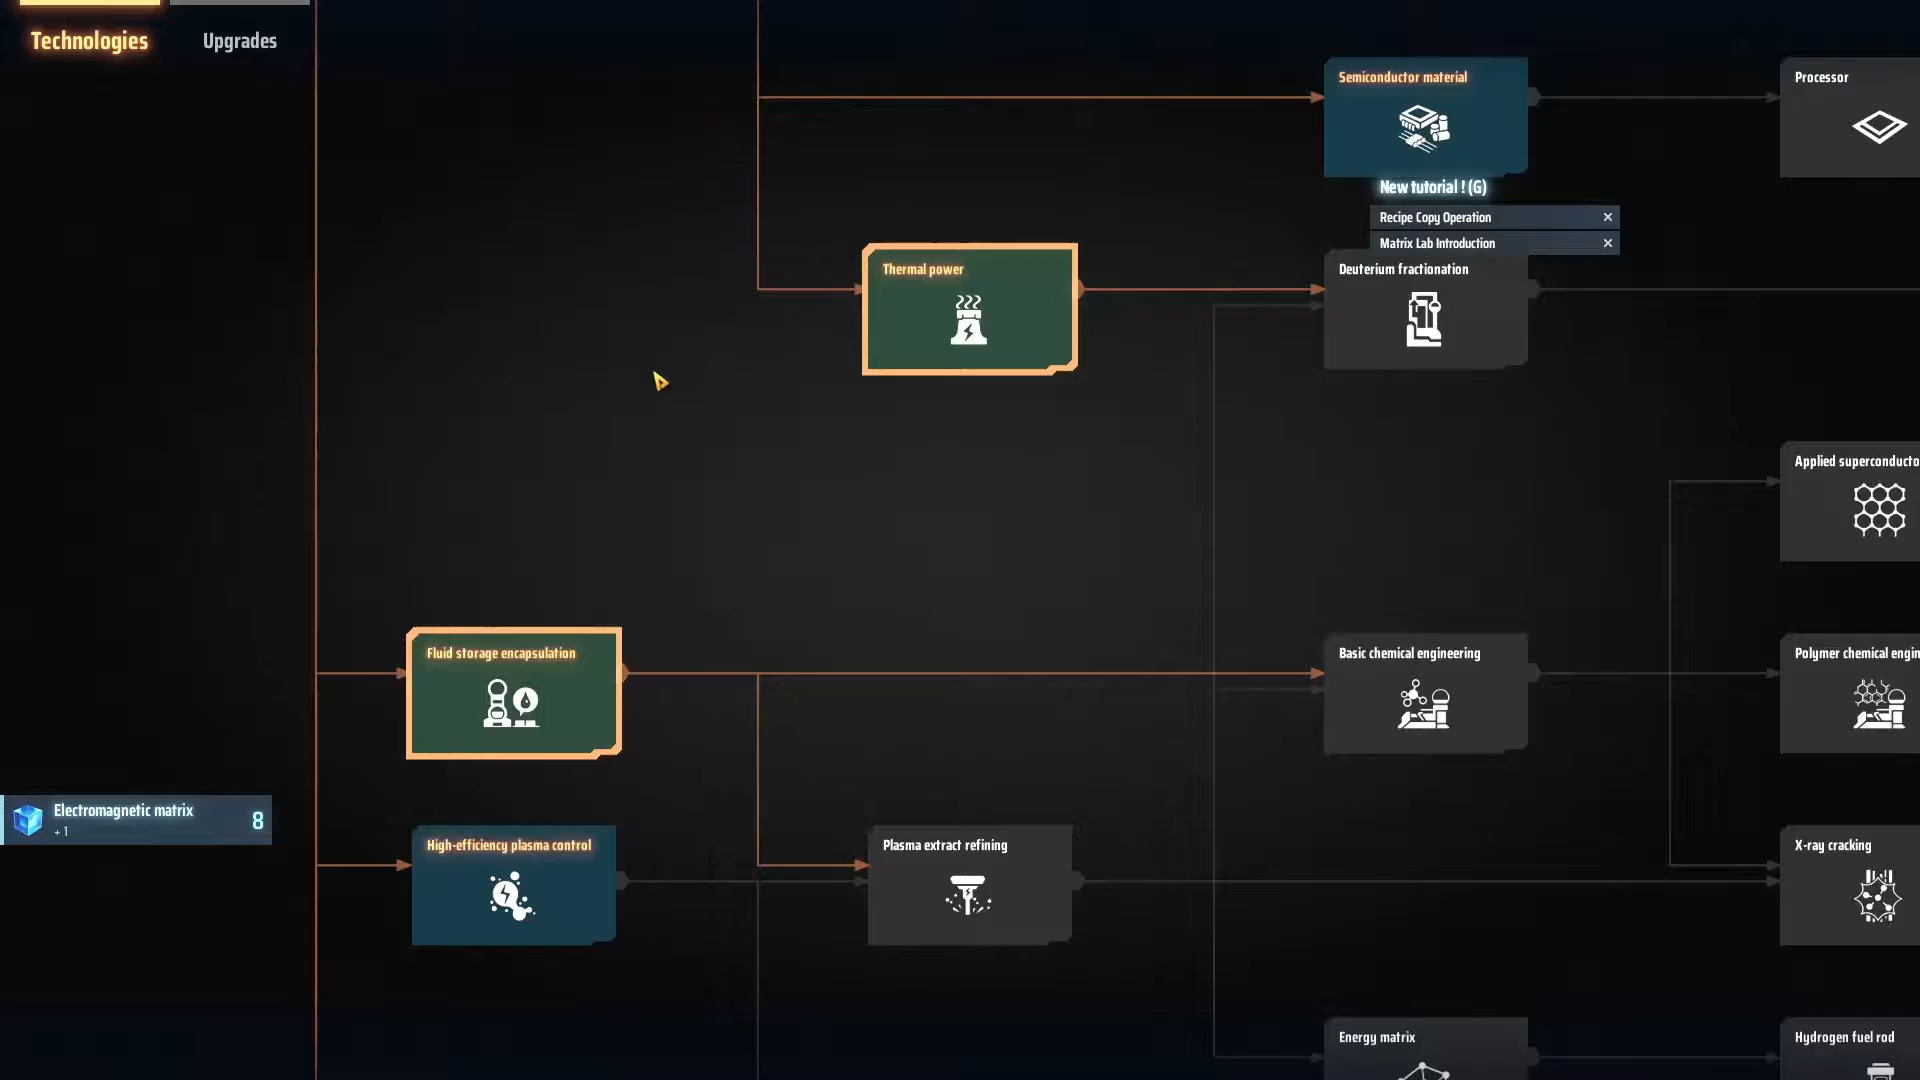 Technologies
Upgrades
Semiconductor material
Processor
New tutorial ! (G)
Recipe Copy Operation
Matrix Lab Introduction
Thermal power
Deuterium fractionation
Applied superconducto
Fluid storage encapsulation
Basic chemical engineering
Polymer chemical engin
Electromagnetic matrix
+ 1
8
High-efficiency plasma control
Plasma extract refining
X-ray cracking
Energy matrix
Hydrogen fuel rod